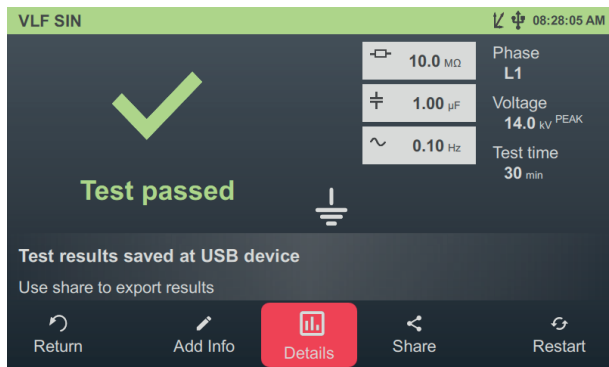 VLF SIN
08:28:05 AM
10.0 MΩ
1.00 µF
0.10 Hz
Phase
L1
Voltage
14.0 kV PEAK
Test time
30 min
Test passed
Test results saved at USB device
Use share to export results
Return
Add Info
Details
Share
Restart